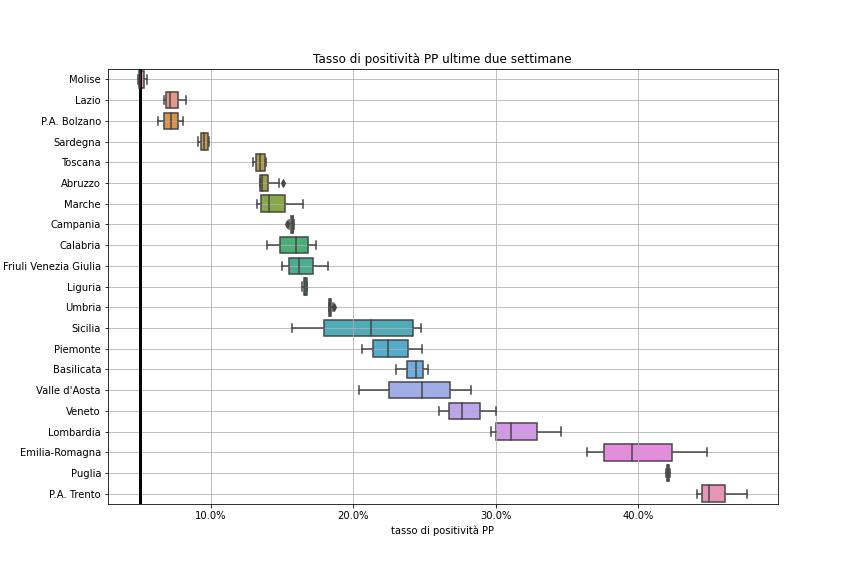 Tasso di positività PP ultime due settimane
Molise
Lazio
P.A. Bolzano
Sardegna
Toscana
Abruzzo
Marche
Campania
Calabria
Friuli Venezia Giulia
Liguria
Umbria
Sicilia
Piemonte
Basilicata
Valle d'Aosta
Veneto
Lombardia
Emilia-Romagna
Puglia
P.A. Trento
10.0% 20.0% 30.0% 40.0%
tasso di positività PP